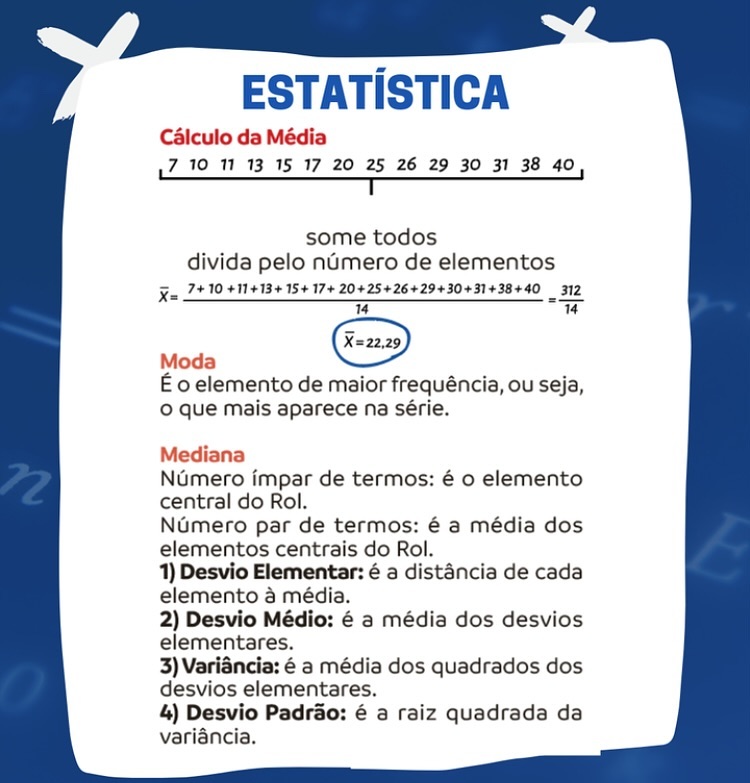 ESTATÍSTICA
Cálculo da Média
7 10 11 13 15 17 20 25 26 29 30 31 38 40
some todos
divida pelo número de elementos
X̅ = 7+ 10 +11+13+ 15+ 17+ 20+25+26+29+30+31+38+40 / 14 = 312 / 14
X̅ = 22,29
Moda
É o elemento de maior frequência, ou seja,
o que mais aparece na série.
Mediana
Número ímpar de termos: é o elemento
central do Rol.
Número par de termos: é a média dos
elementos centrais do Rol.
1) Desvio Elementar: é a distância de cada
elemento à média.
2) Desvio Médio: é a média dos desvios
elementares.
3) Variância: é a média dos quadrados dos
desvios elementares.
4) Desvio Padrão: é a raiz quadrada da
variância.